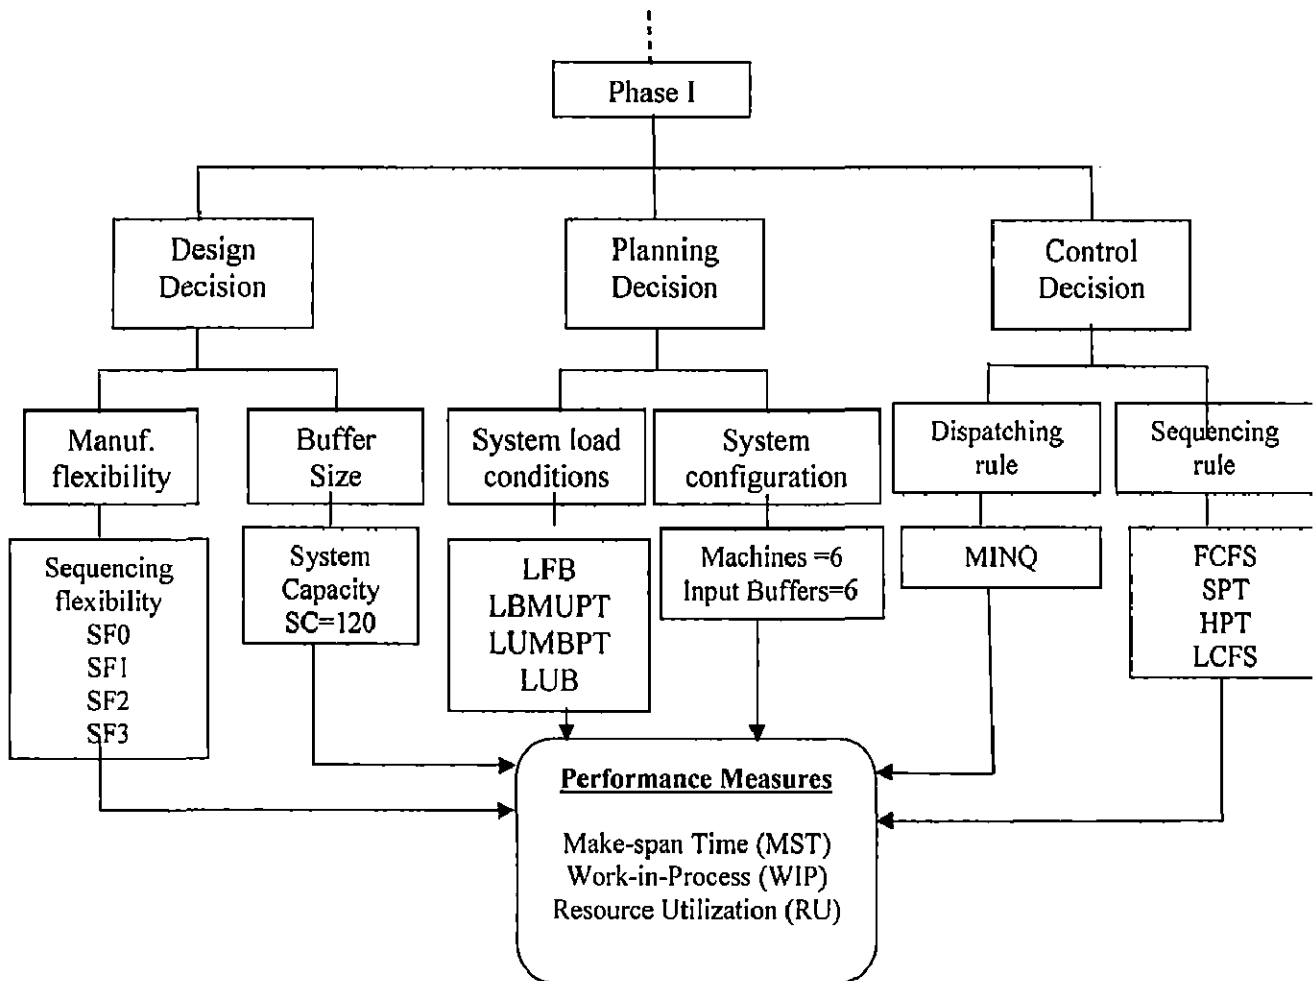 Phase I
Design
Decision
Planning
Decision
Control
Decision
Manuf.
flexibility
Buffer
Size
System load
conditions
System
configuration
Dispatching
rule
Sequencing
rule
Sequencing
flexibility
SF0
SF1
SF2
SF3
System
Capacity
SC=120
LFB
LBMUPT
LUMBPT
LUB
Machines =6
Input Buffers=6
MINQ
FCFS
SPT
HPT
LCFS
Performance Measures
Make-span Time (MST)
Work-in-Process (WIP)
Resource Utilization (RU)